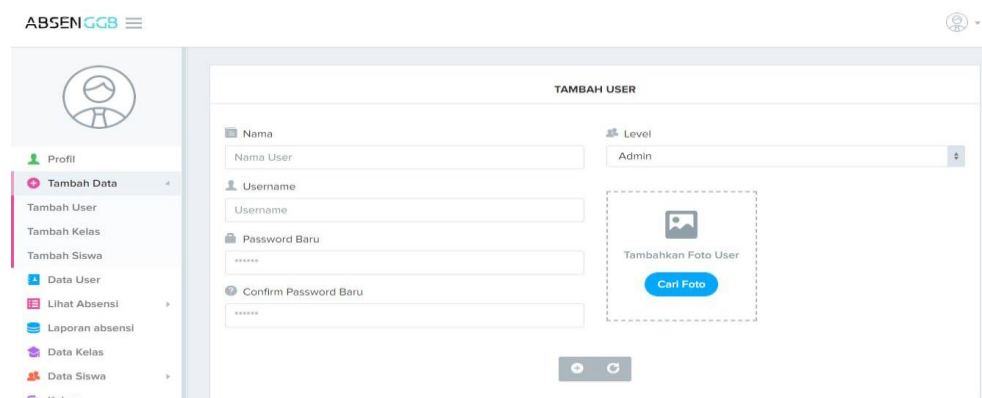 ABSENGGB
TAMBAH USER
Nama
Nama User
Username
Username
Password Baru
******
Confirm Password Baru
******
Level
Admin
Tambahkan Foto User
Cari Foto
Profil
Tambah Data
Tambah User
Tambah Kelas
Tambah Siswa
Data User
Lihat Absensi
Laporan absensi
Data Kelas
Data Siswa